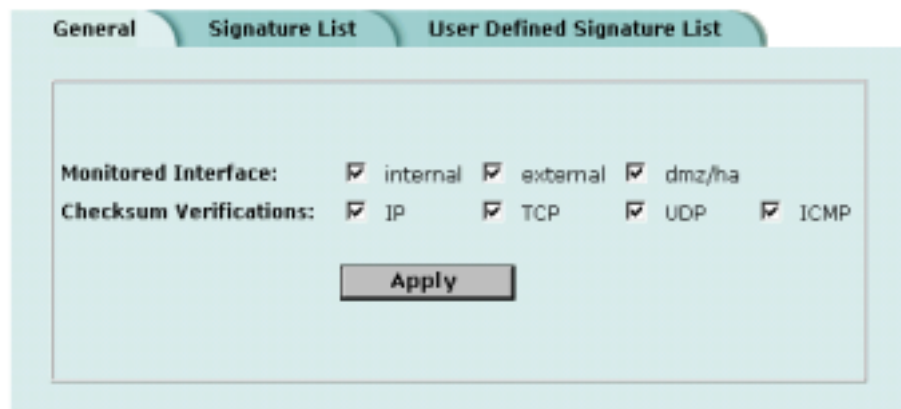 General Signature List User Defined Signature List
Monitored Interface: internal external dmz/ha
Checksum Verifications: IP TCP UDP ICMP
Apply